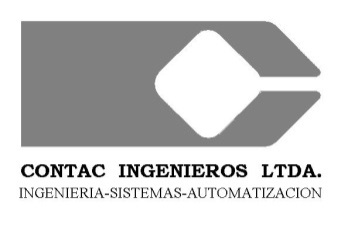 CONTAC INGENIEROS LTDA.
INGENIERIA-SISTEMAS-AUTOMATIZACION